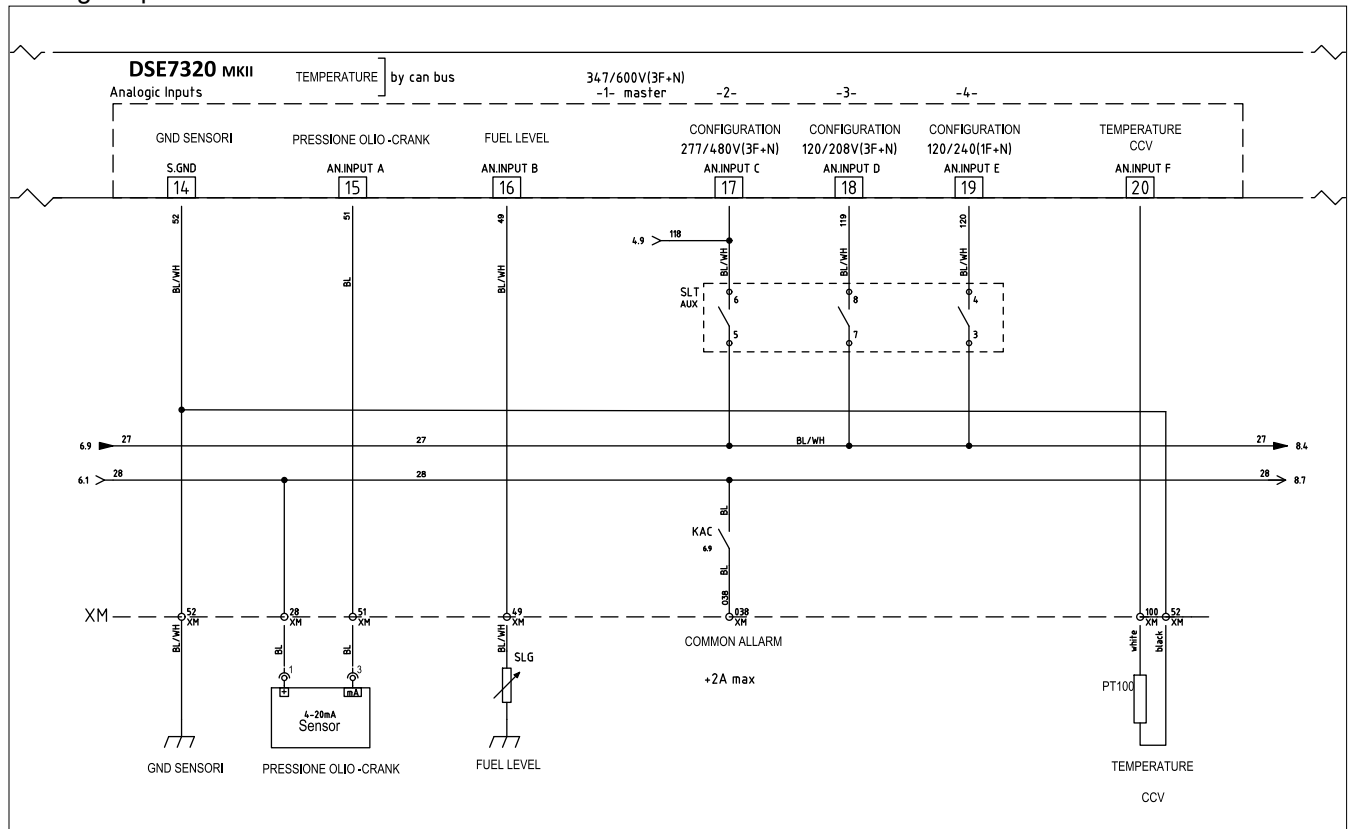 DSE7320 MKII
TEMPERATURE by can bus
347/600V(3F+N)
Analogic Inputs
-1- master
-2-
-3-
-4-
GND SENSORI
PRESSIONE OLIO -CRANK
FUEL LEVEL
CONFIGURATION
277/480V(3F+N)
CONFIGURATION
120/208V(3F+N)
CONFIGURATION
120/240(1F+N)
TEMPERATURE
CCV
S.GND
AN.INPUT A
AN.INPUT B
AN.INPUT C
AN.INPUT D
AN.INPUT E
AN.INPUT F
14
15
16
17
18
19
20
52
51
49
119
120
4.9
118
BL/WH
BL
BL/WH
BL/WH
BL/WH
BL/WH
SLT
AUX
6
8
4
5
7
3
6.9
27
27
BL/WH
27
8.4
6.1
28
28
28
8.7
BL
KAC
6.9
BL
038
XM
52
XM
28
XM
51
XM
49
XM
038
XM
100
XM
52
XM
BL/WH
BL
BL
BL/WH
white
black
COMMON ALLARM
+2A max
SLG
PT100
1
3
+
mA
4-20mA
Sensor
GND SENSORI
PRESSIONE OLIO -CRANK
FUEL LEVEL
TEMPERATURE
CCV